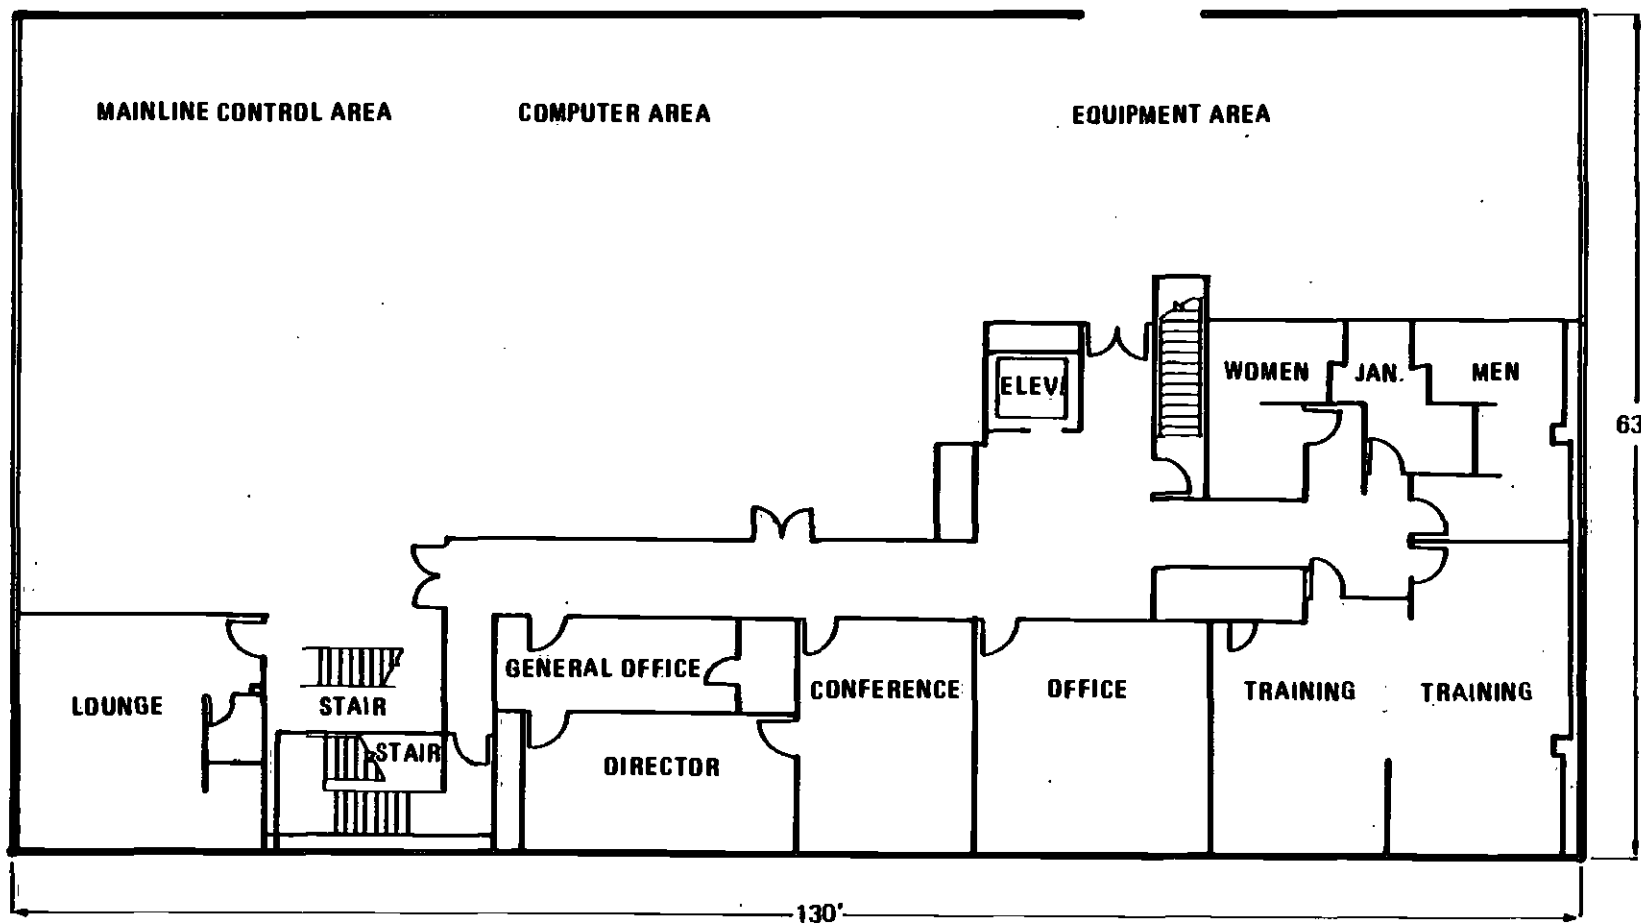 MAINLINE CONTROL AREA
COMPUTER AREA
EQUIPMENT AREA
ELEV
WOMEN
JAN.
MEN
63
LOUNGE
STAIR
STAIR
GENERAL OFFICE
DIRECTOR
CONFERENCE
OFFICE
TRAINING
TRAINING
130'